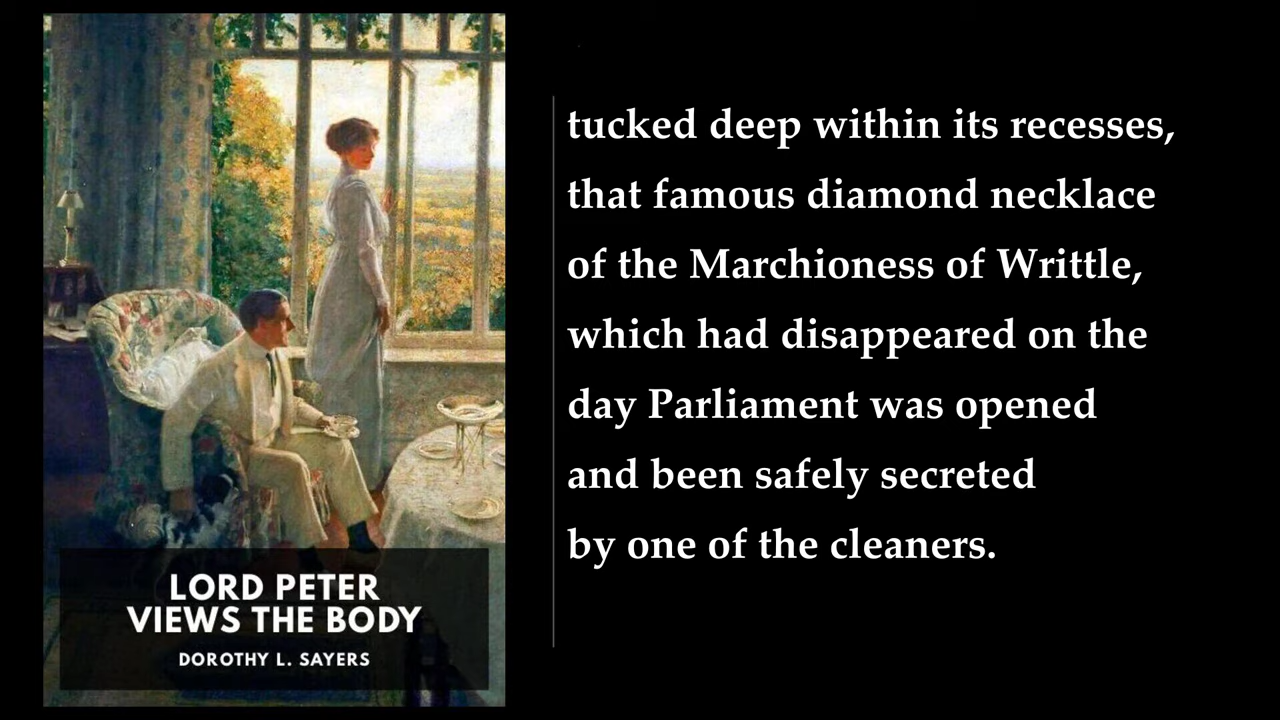 tucked deep within its recesses,
that famous diamond necklace
of the Marchioness of Writtle,
which had disappeared on the
day Parliament was opened
and been safely secreted
by one of the cleaners.
LORD PETER
VIEWS THE BODY
DOROTHY L. SAYERS